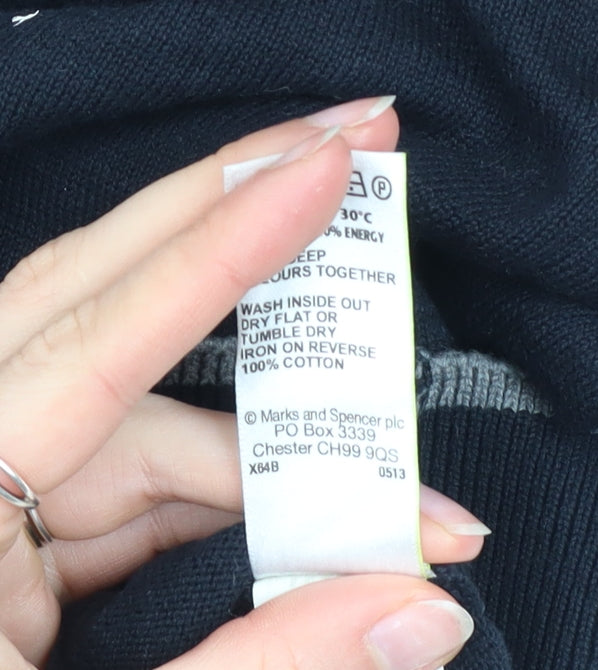 P
30°C
0% ENERGY
EEP
OURS TOGETHER
WASH INSIDE OUT
DRY FLAT OR
TUMBLE DRY
IRON ON REVERSE
100% COTTON
© Marks and Spencer plc
PO Box 3339
Chester CH99 9QS
X64B 0513